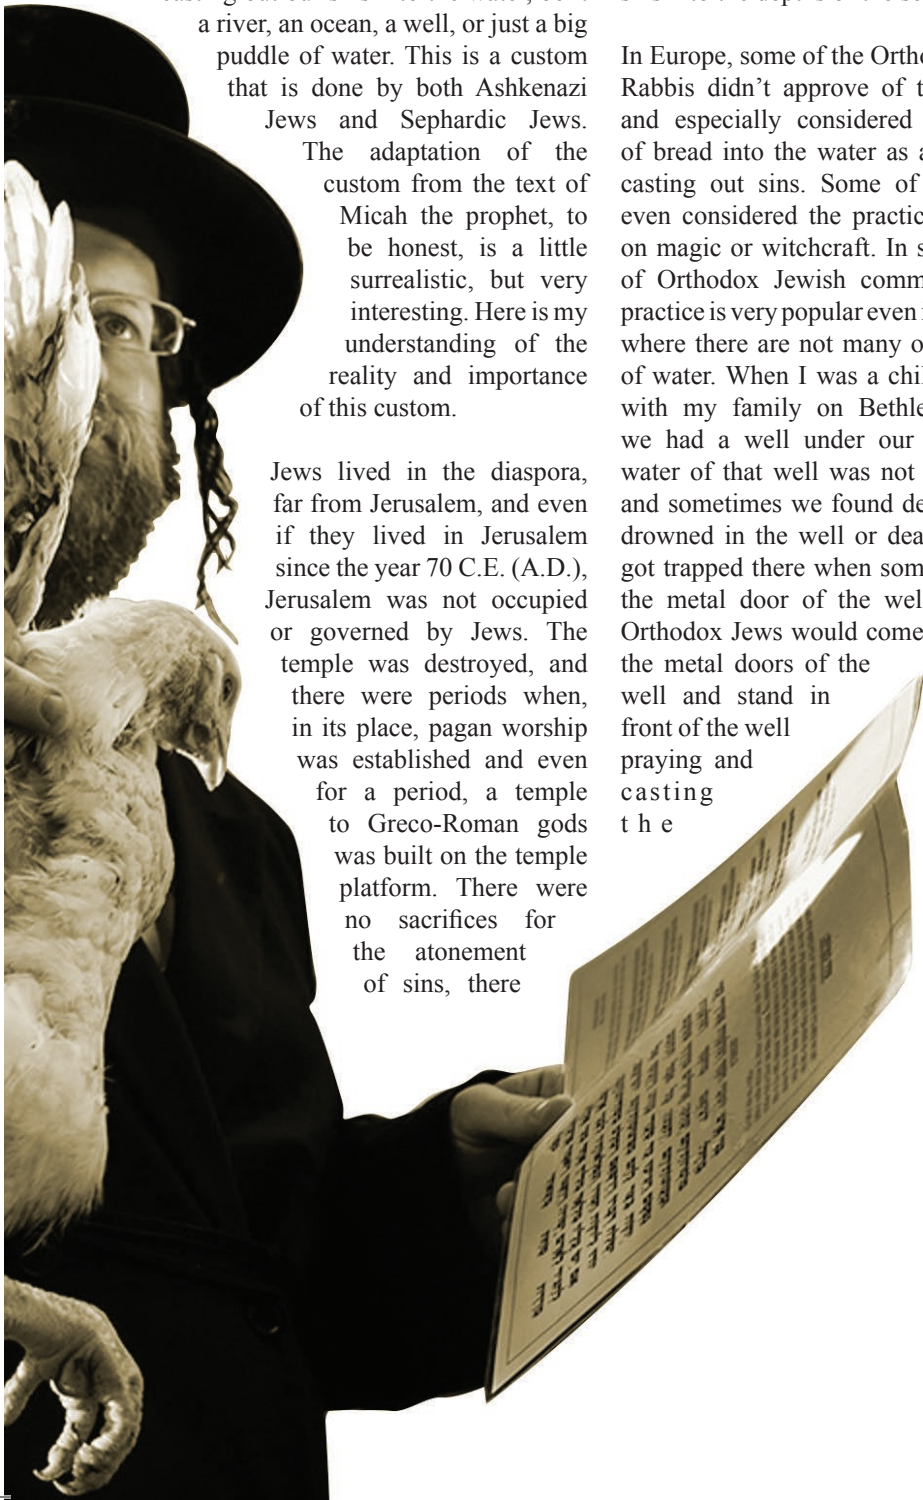 a river, an ocean, a well, or just a big
puddle of water. This is a custom
that is done by both Ashkenazi
Jews and Sephardic Jews.
The adaptation of the
custom from the text of
Micah the prophet, to
be honest, is a little
surrealistic, but very
interesting. Here is my
understanding of the
reality and importance
of this custom.
Jews lived in the diaspora,
far from Jerusalem, and even
if they lived in Jerusalem
since the year 70 C.E. (A.D.),
Jerusalem was not occupied
or governed by Jews. The
temple was destroyed, and
there were periods when,
in its place, pagan worship
was established and even
for a period, a temple
to Greco-Roman gods
was built on the temple
platform. There were
no sacrifices for
the atonement
of sins, there
In Europe, some of the Ortho
Rabbis didn't approve of t
and especially considered
of bread into the water as a
casting out sins. Some of
even considered the practic
on magic or witchcraft. In s
of Orthodox Jewish comm
practice is very popular even
where there are not many o
of water. When I was a chil
with my family on Bethle
we had a well under our
water of that well was not
and sometimes we found de
drowned in the well or dea
got trapped there when som
the metal door of the wel
Orthodox Jews would come
the metal doors of the
well and stand in
front of the well
praying and
casting
the